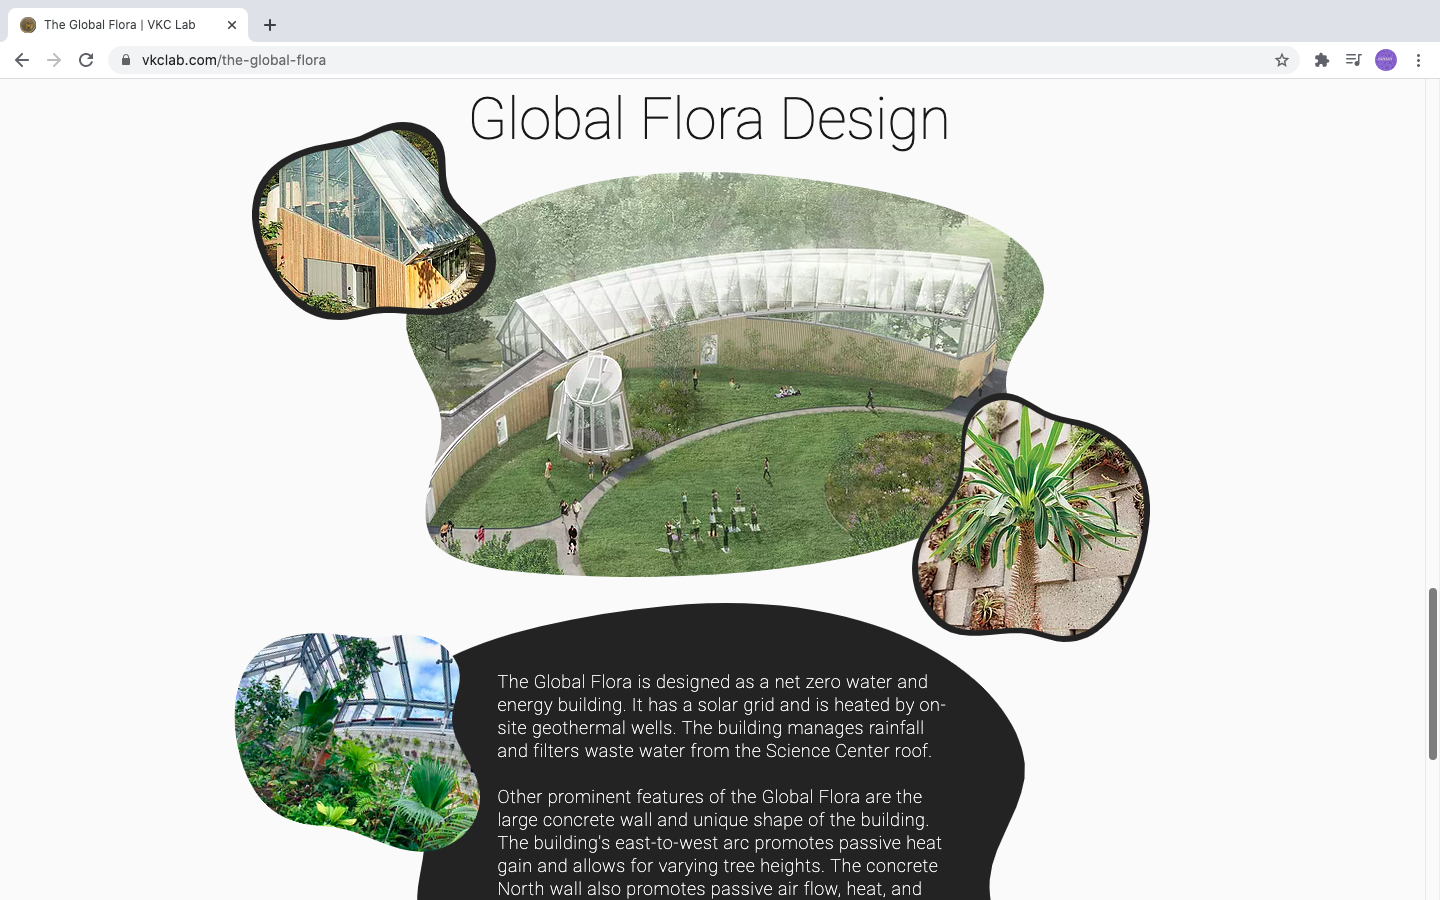 The Global Flora | VKC Lab
vkclab.com/the-global-flora
Global Flora Design
The Global Flora is designed as a net zero water and
energy building. It has a solar grid and is heated by on-
site geothermal wells. The building manages rainfall
and filters waste water from the Science Center roof.
Other prominent features of the Global Flora are the
large concrete wall and unique shape of the building.
The building's east-to-west arc promotes passive heat
gain and allows for varying tree heights. The concrete
North wall also promotes passive air flow, heat, and